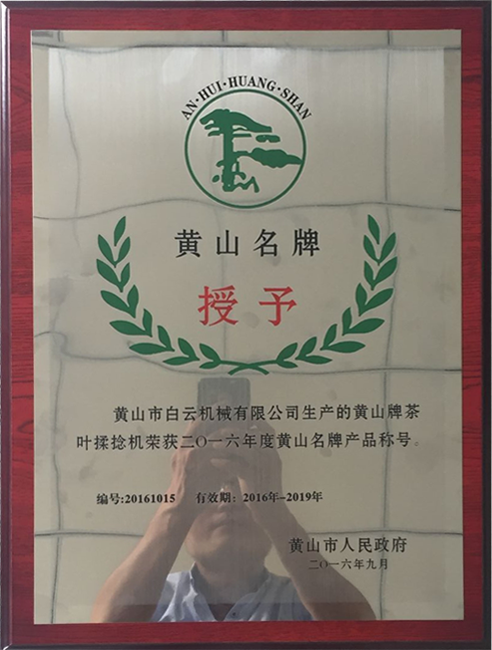 AN·HUI·HUANG·SHAN
黄山名牌
授予
黄山市白云机械有限公司生产的黄山牌茶
叶揉捻机荣获二〇一六年度黄山名牌产品称号。
编号:20161015 有效期：2016年-2019年
黄山市人民政府
二〇一六年九月